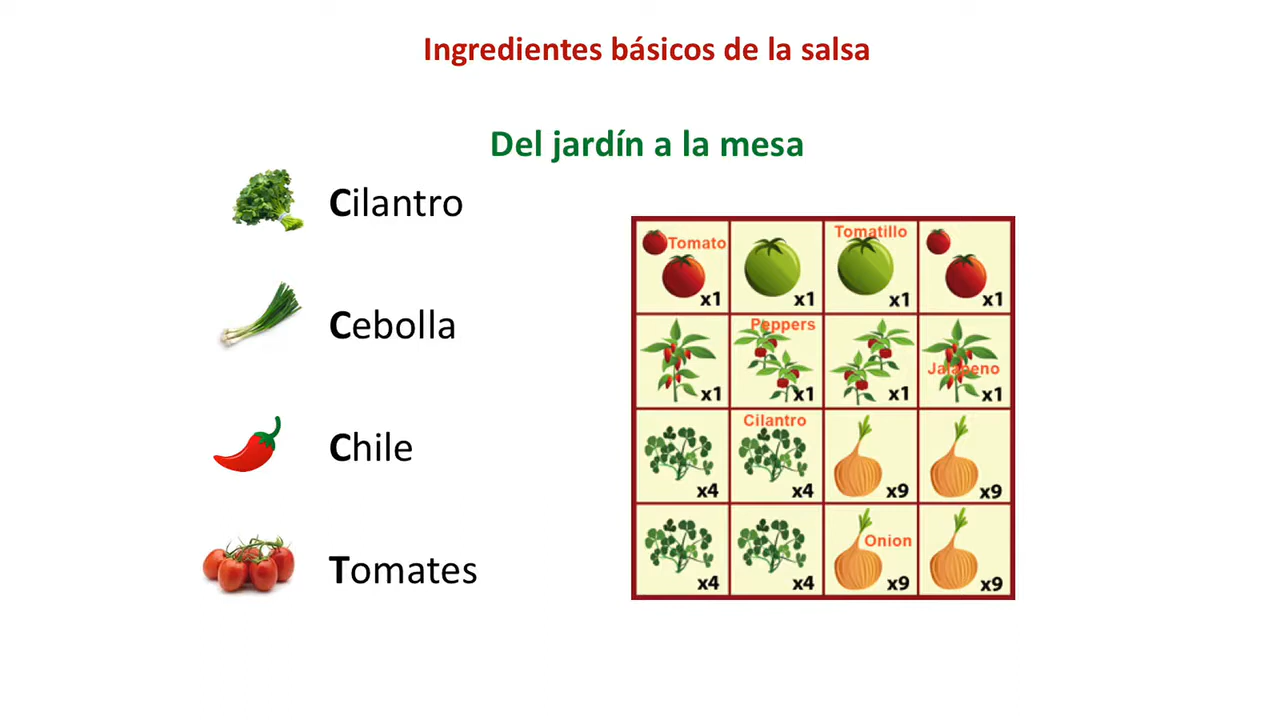 Ingredientes básicos de la salsa
Del jardín a la mesa
Cilantro
Cebolla
Chile
Tomates
Tomato
x1
x1
Tomatillo
x1
x1
x1
Peppers
x1
x1
Jalapeno
x1
x4
Cilantro
x4
x9
x9
x4
x4
Onion
x9
x9